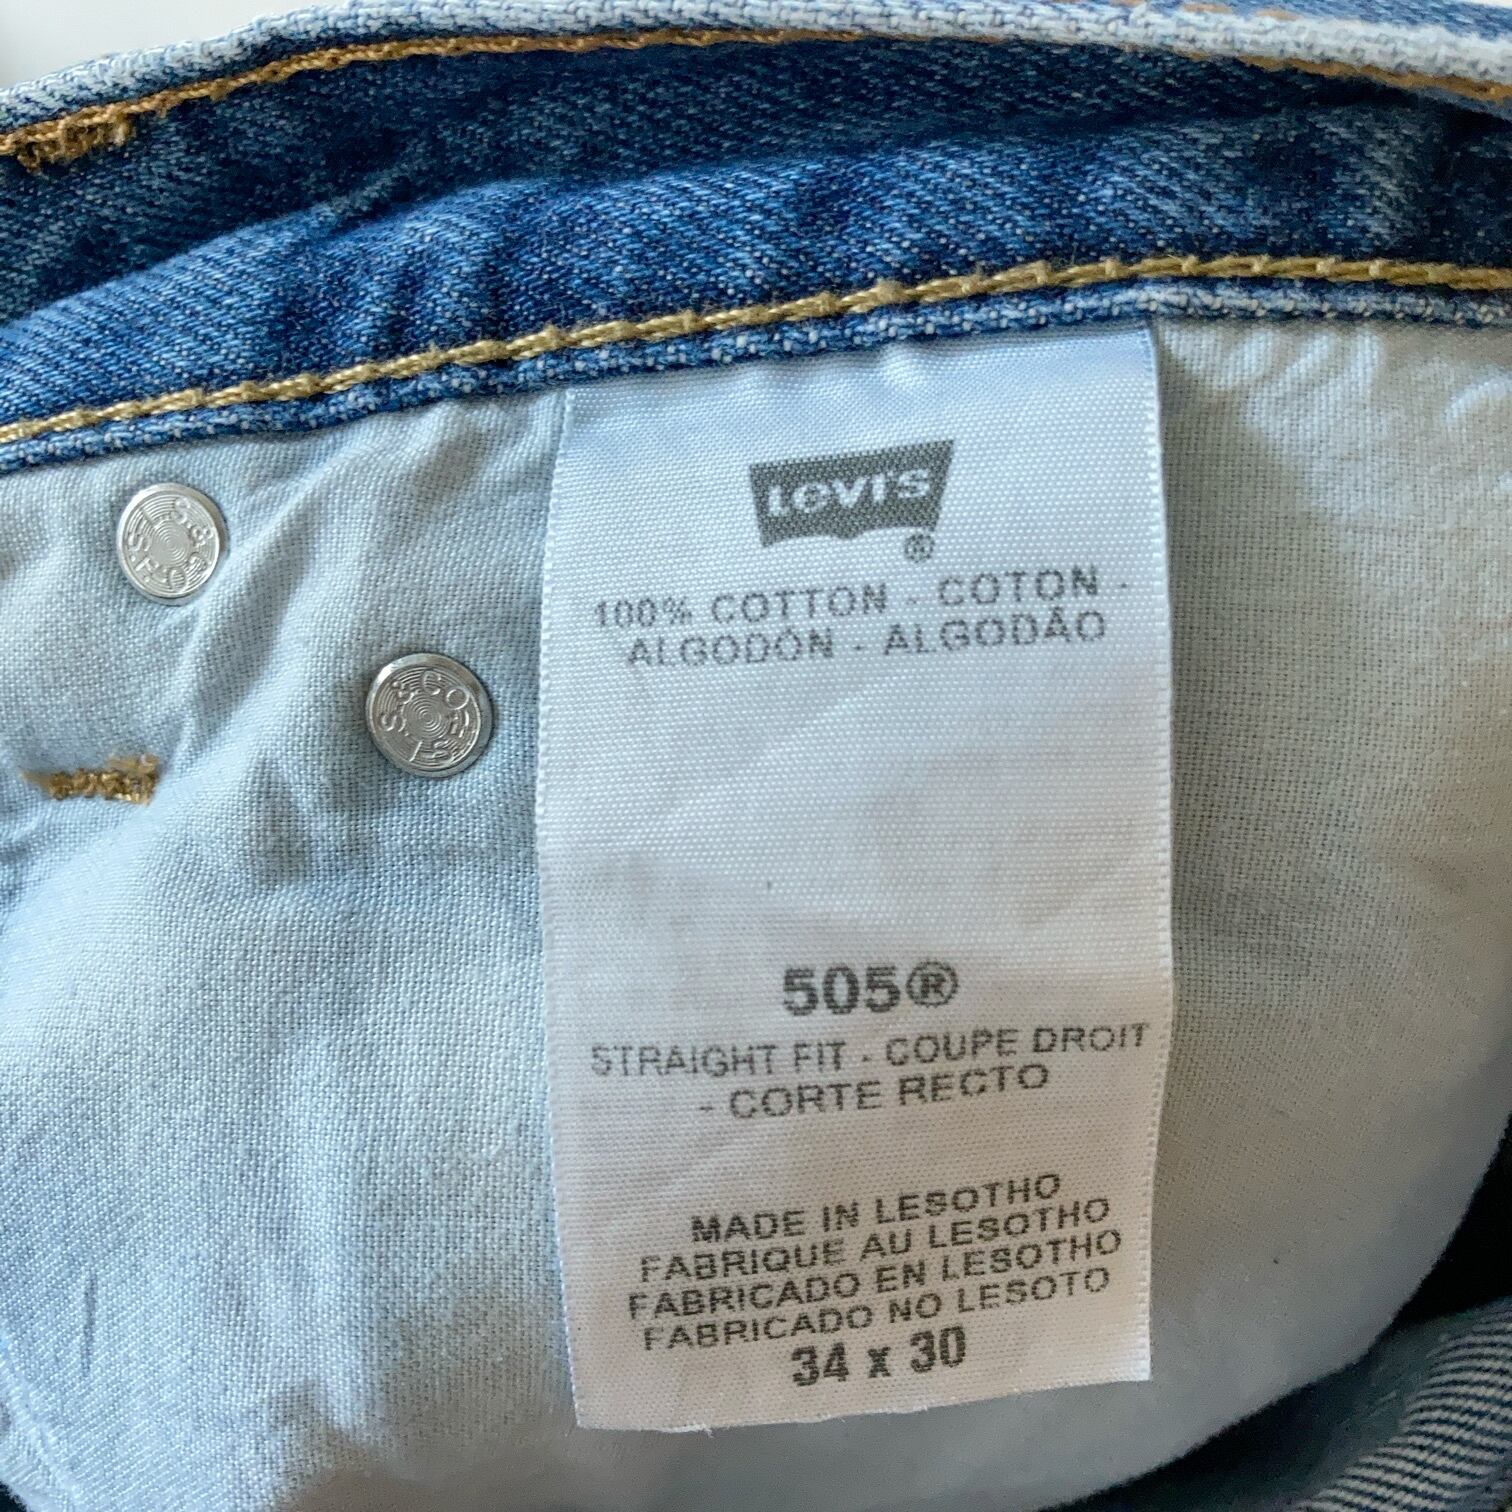 Levi's
®
100% COTTON - COTON -
ALGODÓN - ALGODÃO
505®
STRAIGHT FIT - COUPE DROIT
- CORTE RECTO
MADE IN LESOTHO
FABRIQUE AU LESOTHO
FABRICADO EN LESOTHO
FABRICADO NO LESOTO
34 x 30